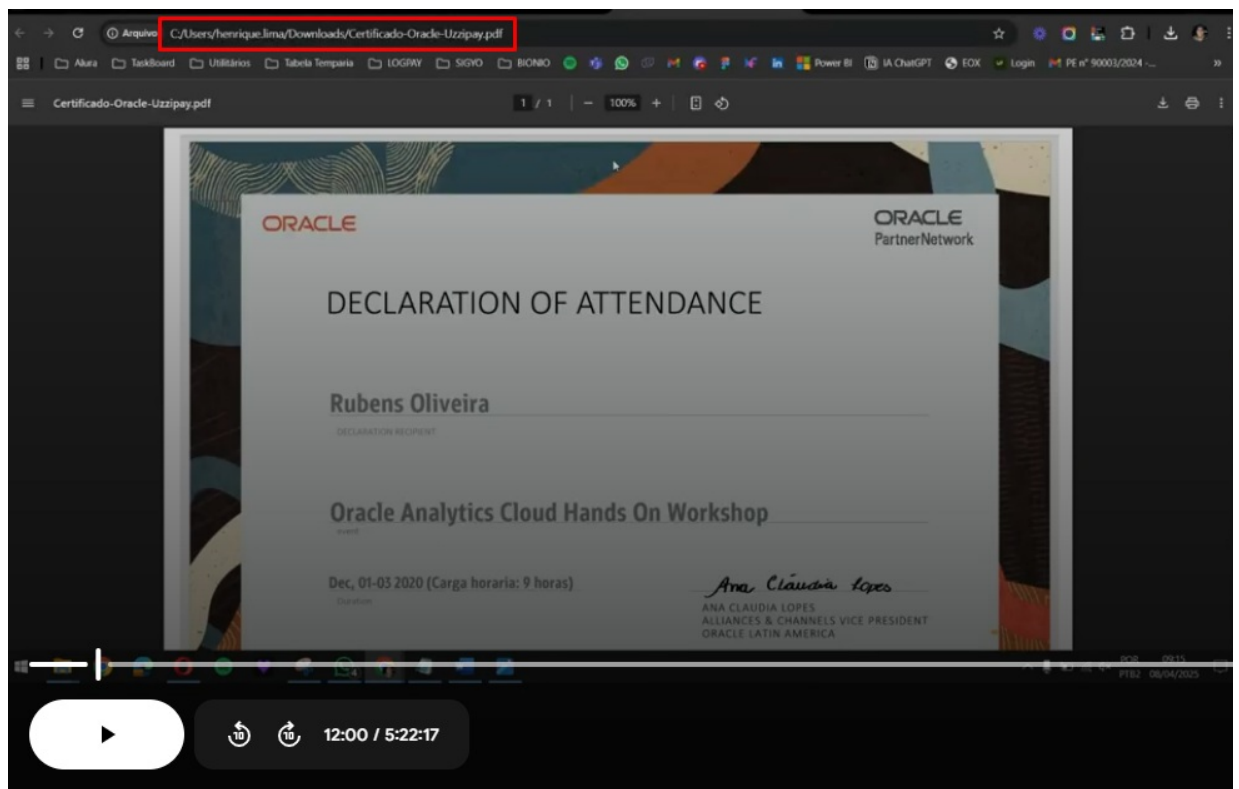 Arquivo C:/Users/henrique.lima/Downloads/Certificado-Oracle-Uzzipay.pdf
Alura TaskBoard Utilitários Tabela Temparia LOGPAY SIGYO BIONIO Power BI IA ChatGPT EOX Login PE nº 90003/2024 -...
Certificado-Oracle-Uzzipay.pdf 1 / 1 100%
ORACLE
ORACLE
PartnerNetwork
DECLARATION OF ATTENDANCE
Rubens Oliveira
DECLARATION RECIPIENT
Oracle Analytics Cloud Hands On Workshop
event
Dec, 01-03 2020 (Carga horaria: 9 horas)
Duration
Ana Cláudia Lopes
ANA CLAUDIA LOPES
ALLIANCES & CHANNELS VICE PRESIDENT
ORACLE LATIN AMERICA
POR 09:15
PTB2 08/04/2025
10 10 12:00 / 5:22:17